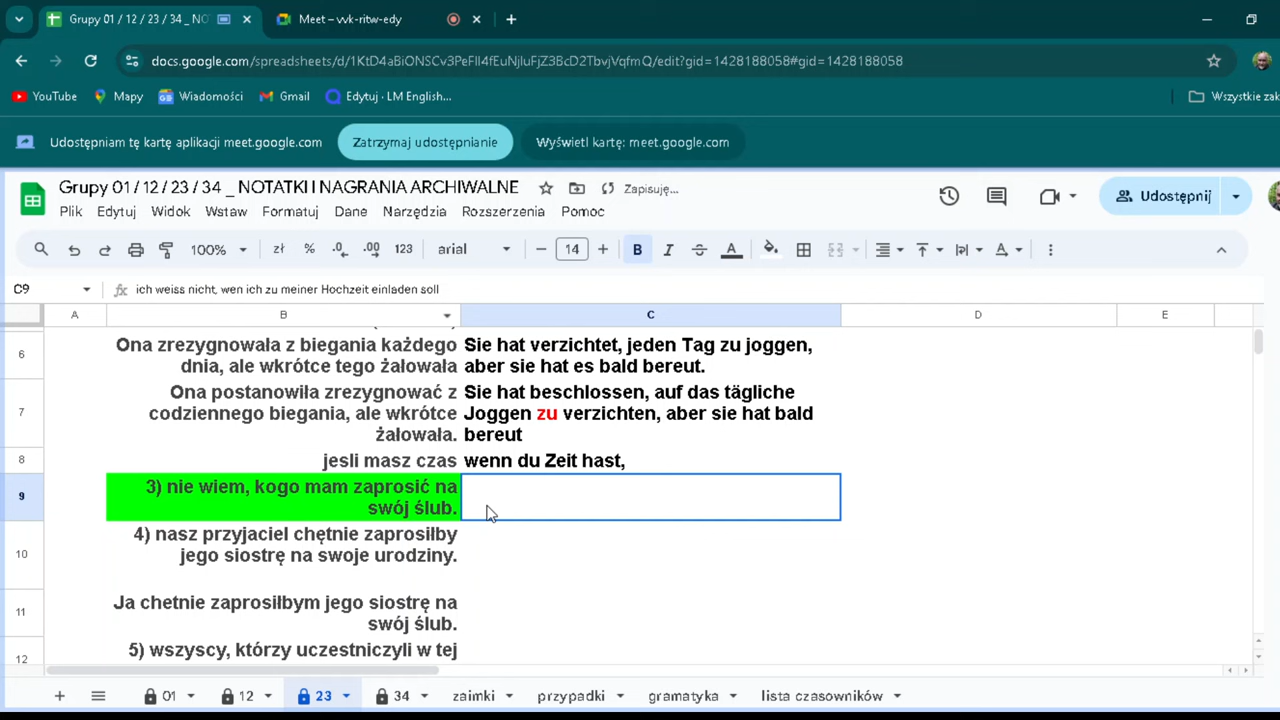 Grupy 01 / 12 / 23 / 34 _ NO
Meet – vvk-ritw-edy
docs.google.com/spreadsheets/d/1KtD4aBiONSCv3PeFll4fEuNjluFjZ3BcD2TbvjVqfmQ/edit?gid=1428188058#gid=1428188058
YouTube
Mapy
Wiadomości
Gmail
Edytuj · LM English...
Wszystkie zak
Udostępniam tę kartę aplikacji meet.google.com
Zatrzymaj udostępnianie
Wyświetl kartę: meet.google.com
Grupy 01 / 12 / 23 / 34 _ NOTATKI I NAGRANIA ARCHIWALNE
Zapisuję...
Plik Edytuj Widok Wstaw Formatuj Dane Narzędzia Rozszerzenia Pomoc
Udostępnij
100% zł % .0 .00 123 arial 14 B I A
C9 fx ich weiss nicht, wen ich zu meiner Hochzeit einladen soll
A B C D E
6
Ona zrezygnowala z biegania każdego
dnia, ale wkrótce tego żałowała
Sie hat verzichtet, jeden Tag zu joggen,
aber sie hat es bald bereut.
7
Ona postanowiła zrezygnować z
codziennego biegania, ale wkrótce
żałowała.
Sie hat beschlossen, auf das tägliche
Joggen zu verzichten, aber sie hat bald
bereut
8
jesli masz czas
wenn du Zeit hast,
9
3) nie wiem, kogo mam zaprosić na
swój ślub.
10
4) nasz przyjaciel chętnie zaprosiłby
jego siostrę na swoje urodziny.
11
Ja chetnie zaprosiłbym jego siostrę na
swój ślub.
12
5) wszyscy, którzy uczestniczyli w tej
01 12 23 34 zaimki przypadki gramatyka lista czasowników